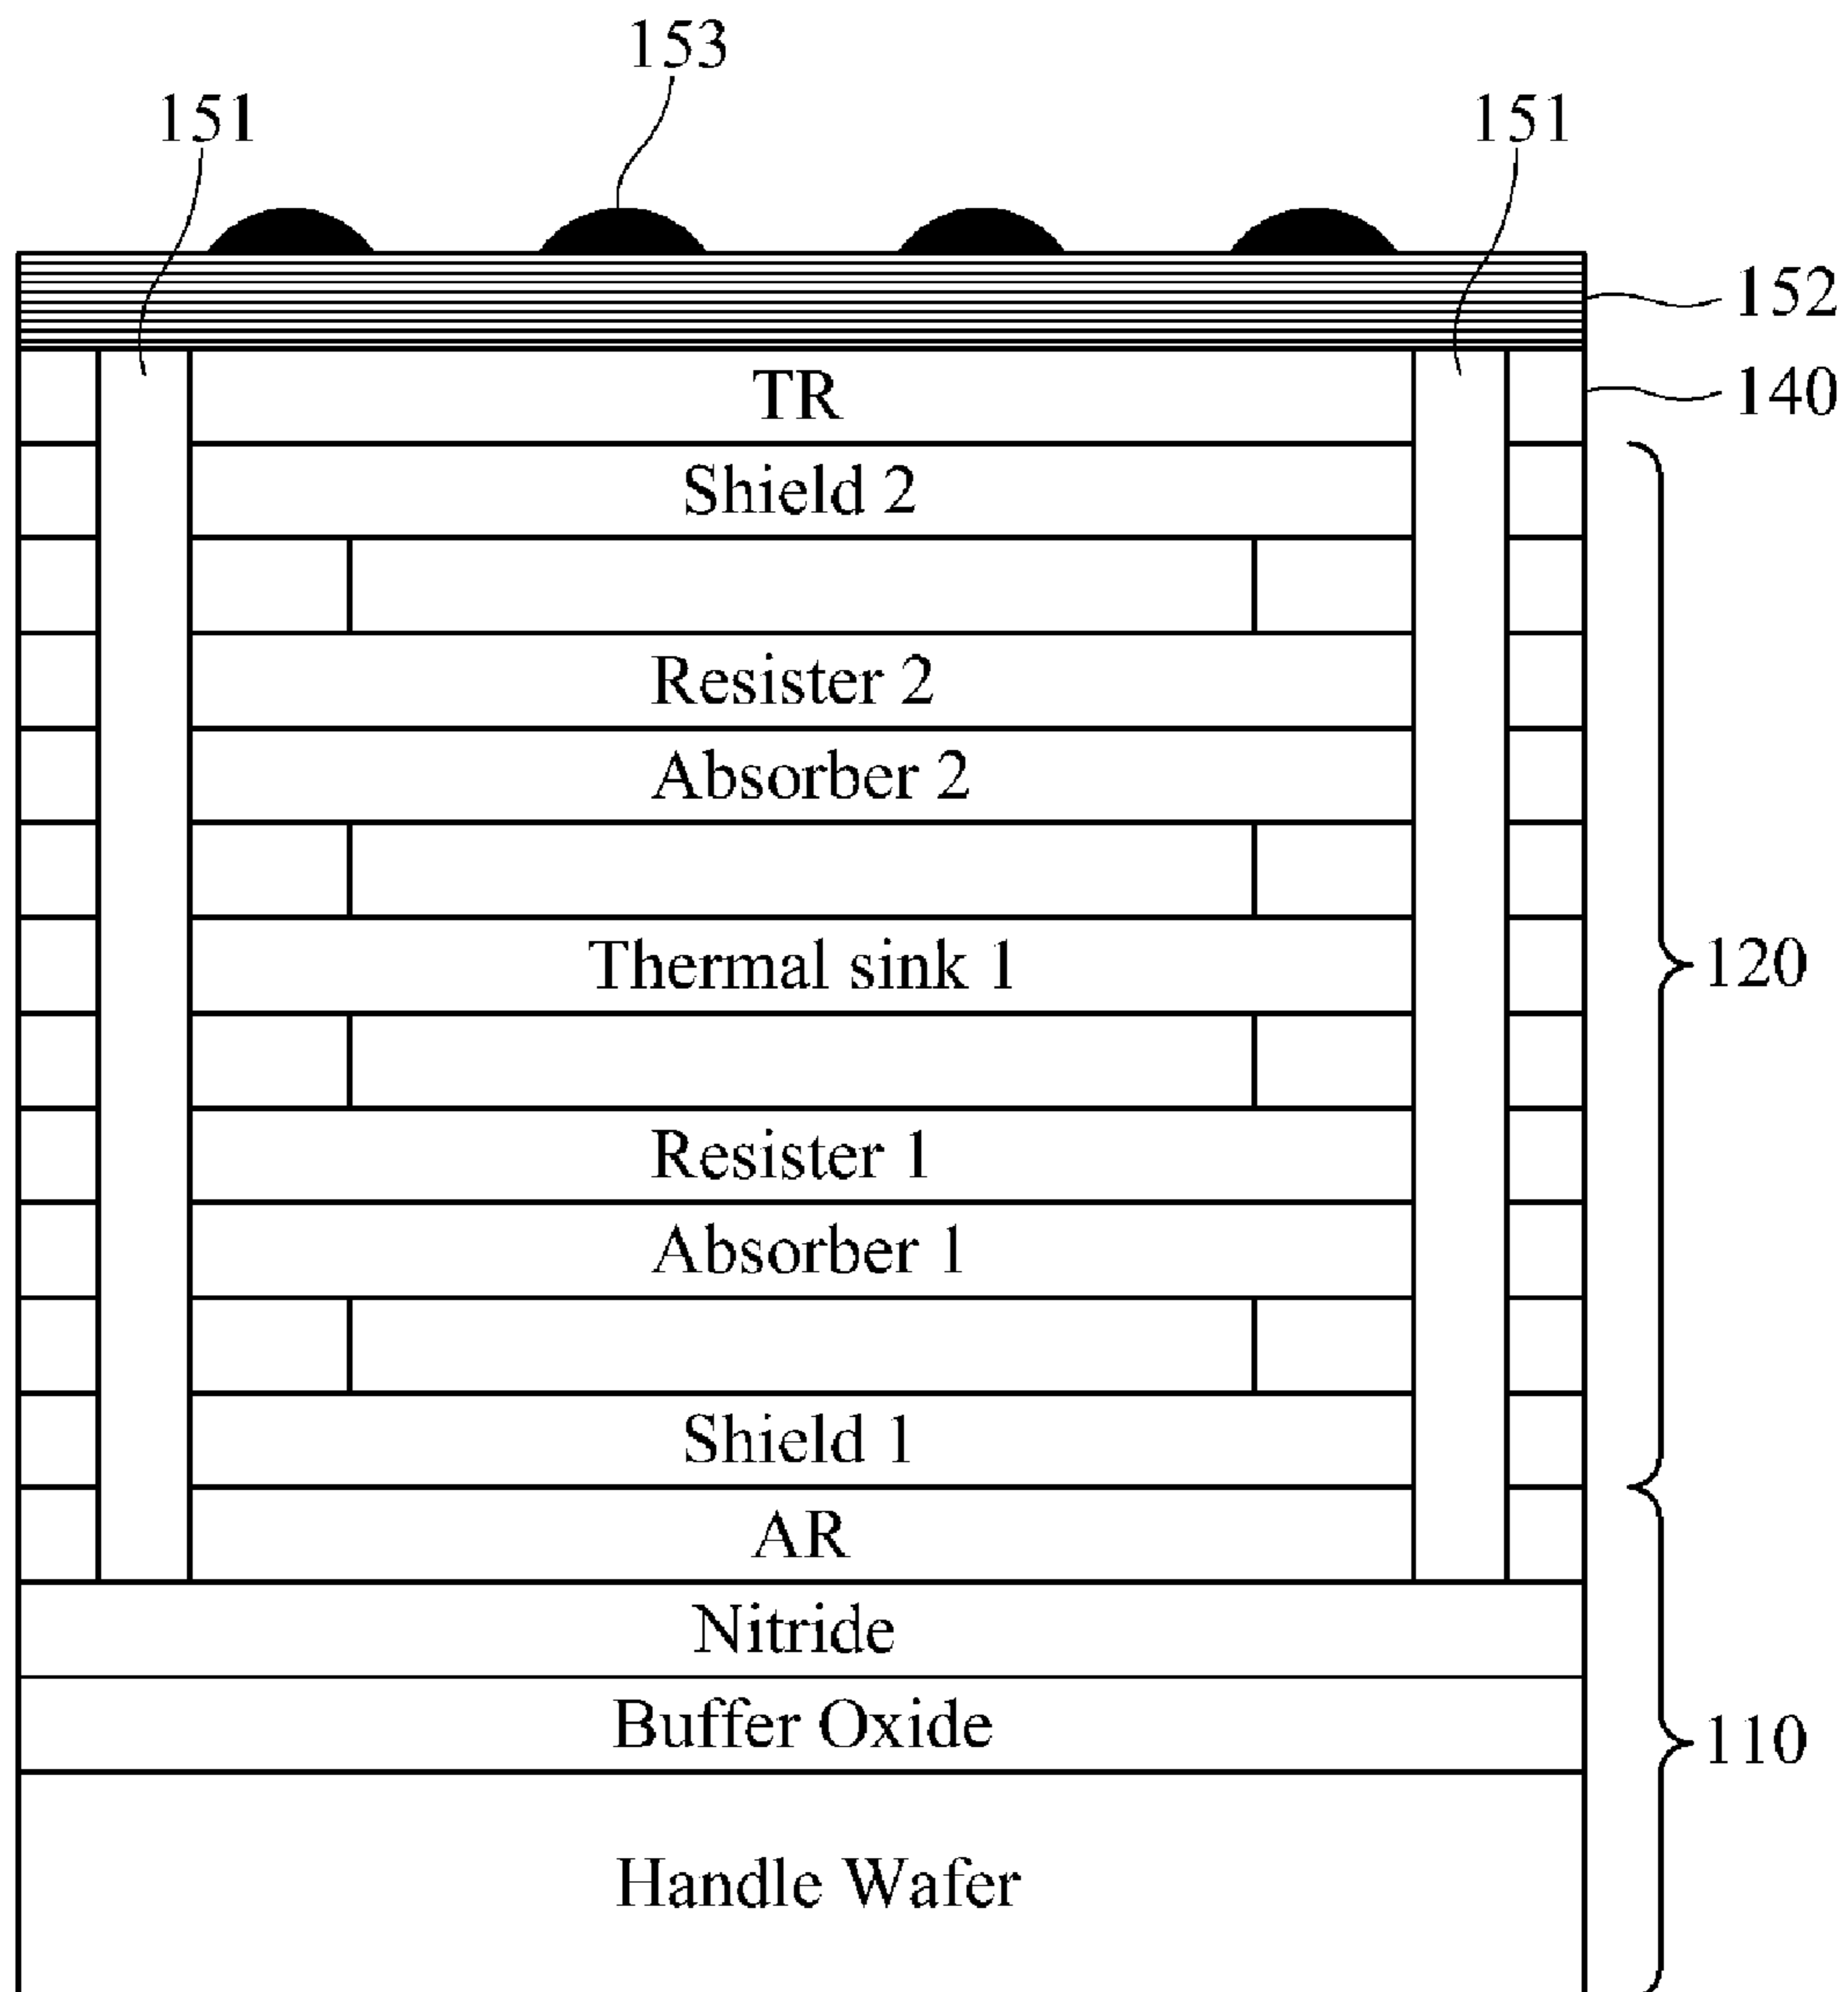 153
151
151
152
TR
140
Shield 2
Resister 2
Absorber 2
Thermal sink 1
120
Resister 1
Absorber 1
Shield 1
AR
Nitride
Buffer Oxide
110
Handle Wafer